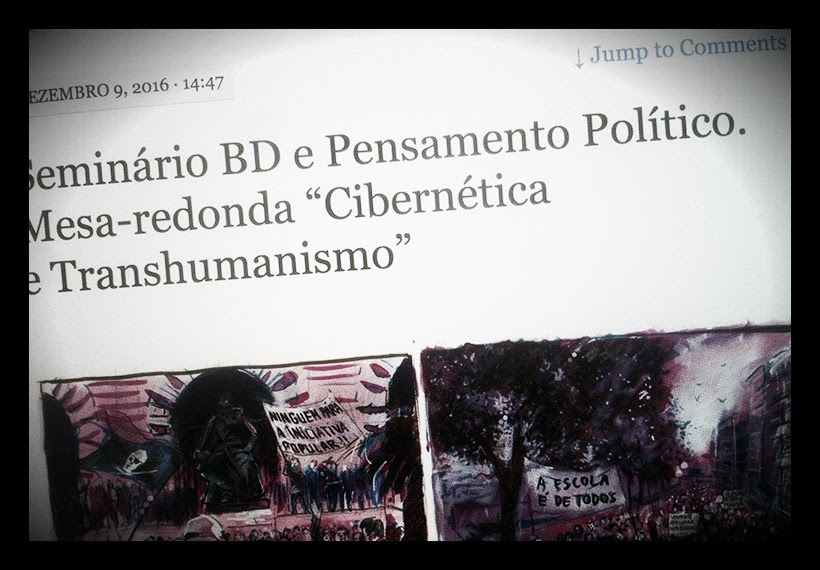 ↓ Jump to Comments
EZEMBRO 9, 2016 · 14:47
Seminário BD e Pensamento Político.
Mesa-redonda “Cibernética
e Transhumanismo”
NINGUEM PARA
A INICIATIVA
POPULAR!!
A ESCOLA
É DE TODOS